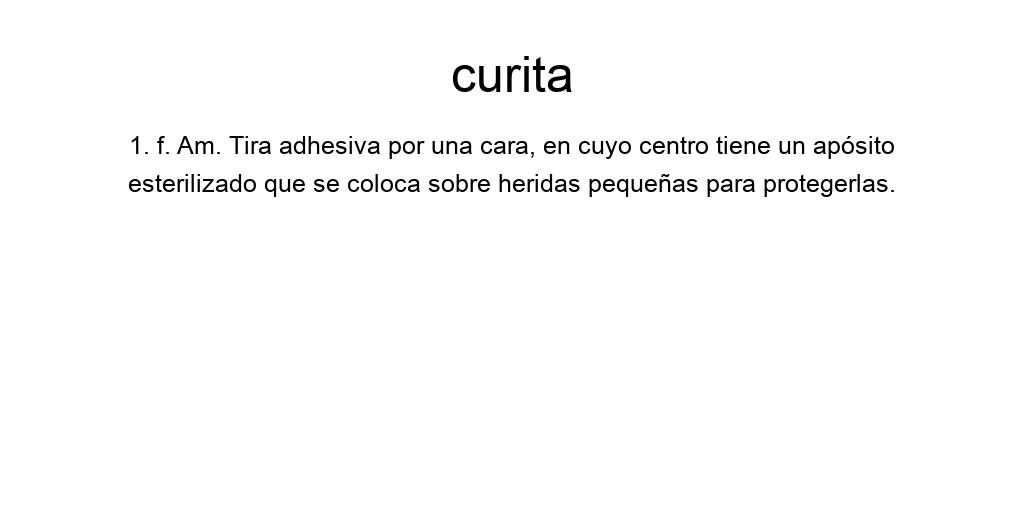 curita
1. f. Am. Tira adhesiva por una cara, en cuyo centro tiene un apósito
esterilizado que se coloca sobre heridas pequeñas para protegerlas.